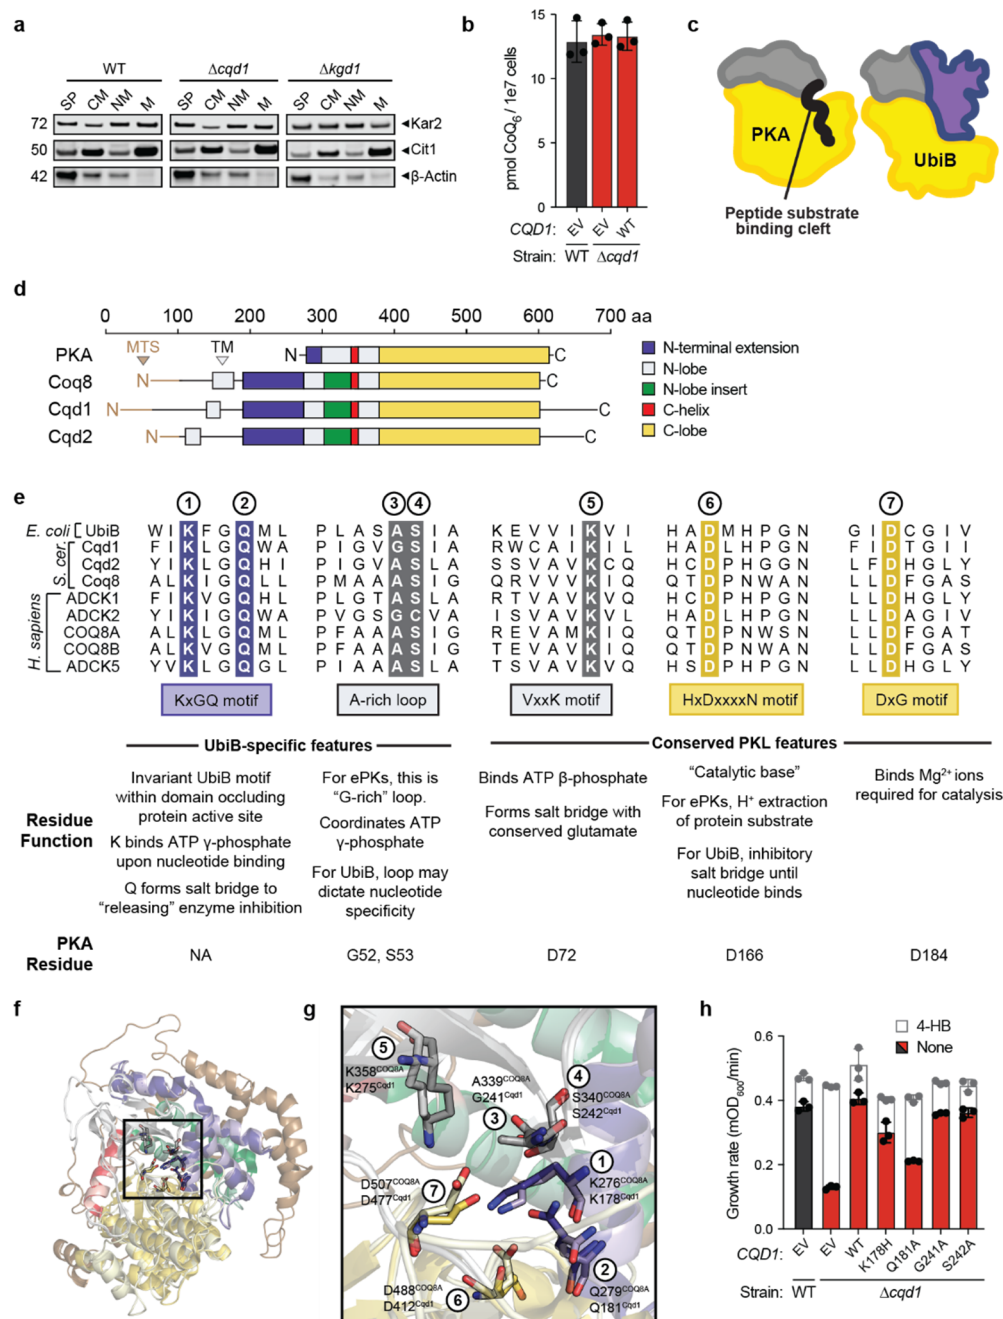 a
WT
Δcqd1
Δkgd1
SP CM NM M SP CM NM M SP CM NM M
72 Kar2
50 Cit1
42 β-Actin
b
pmol CoQ6 / 1e7 cells
15
10
5
0
CQD1: EV EV WT
Strain: WT Δcqd1
c
PKA
UbiB
Peptide substrate
binding cleft
d
0 100 200 300 400 500 600 700 aa
MTS TM
PKA N C
Coq8 N C
Cqd1 N C
Cqd2 N C
N-terminal extension
N-lobe
N-lobe insert
C-helix
C-lobe
e
1 2 3 4 5 6 7
E. coli UbiB W I K F G Q M L P L A S A S I A K E V V I K V I H A D M H P G N G I D C G I V
S. cer. Cqd1 F I K L G Q W A P I G V G S I A R W C A I K I L H A D L H P G N F I D T G I I
Cqd2 Y I K L G Q H I P I G A A S L A S S V A V K C Q H C D P H G G N L F D H G L Y
Coq8 A L K I G Q L L P M A A A S I G Q R V V V K I Q Q T D P N W A N L L D F G A S
H. sapiens ADCK1 F I K V G Q H L P L G T A S L A R T V A V K V Q H C D P H P G N L L D H G L Y
ADCK2 Y I K L G Q W A P V G S G C V A V D V A V K V L H A D L H P G N L L D A G I V
COQ8A A L K L G Q M L P F A A A S I G R E V A M K I Q Q T D P N W S N L L D F G A T
COQ8B A L K I G Q M L P F A A A S I G T E V A V K I Q Q T D P N W A N L L D F G A S
ADCK5 Y V K L G Q G L P I A A A S L A T S V A V K V Q H S D P H P G N L L D H G L Y
KxGQ motif
A-rich loop
VxxK motif
HxDxxxxN motif
DxG motif
UbiB-specific features
Conserved PKL features
Residue
Function
Invariant UbiB motif
within domain occluding
protein active site
K binds ATP γ-phosphate
upon nucleotide binding
Q forms salt bridge to
“releasing” enzyme inhibition
For ePKs, this is
“G-rich” loop.
Coordinates ATP
γ-phosphate
For UbiB, loop may
dictate nucleotide
specificity
Binds ATP β-phosphate
Forms salt bridge with
conserved glutamate
“Catalytic base”
For ePKs, H+ extraction
of protein substrate
For UbiB, inhibitory
salt bridge until
nucleotide binds
Binds Mg2+ ions
required for catalysis
PKA
Residue
NA
G52, S53
D72
D166
D184
f
g
5
K358COQ8A
K275Cqd1
A339COQ8A
G241Cqd1
3
4
S340COQ8A
S242Cqd1
1
K276COQ8A
K178Cqd1
D507COQ8A
D477Cqd1
7
2
Q279COQ8A
Q181Cqd1
D488COQ8A
D412Cqd1
6
h
4-HB
None
Growth rate (mOD600/min)
0.6
0.4
0.2
0.0
CQD1: EV EV WT K178H Q181A G241A S242A
Strain: WT Δcqd1